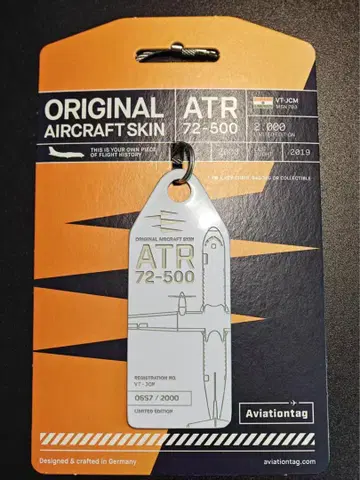 ORIGINAL
AIRCRAFT SKIN
ATR
72-500
VT-JCM
2.000
LIMITED EDITION
THIS IS YOUR OWN PIECE
OF FLIGHT HISTORY
2019
ORIGINAL AIRCRAFT SKIN
ATR
72-500
REGISTRATION NO.
0657 / 2000
LIMITED EDITION
Aviationtag
Designed & crafted in Germany
aviationtag.com